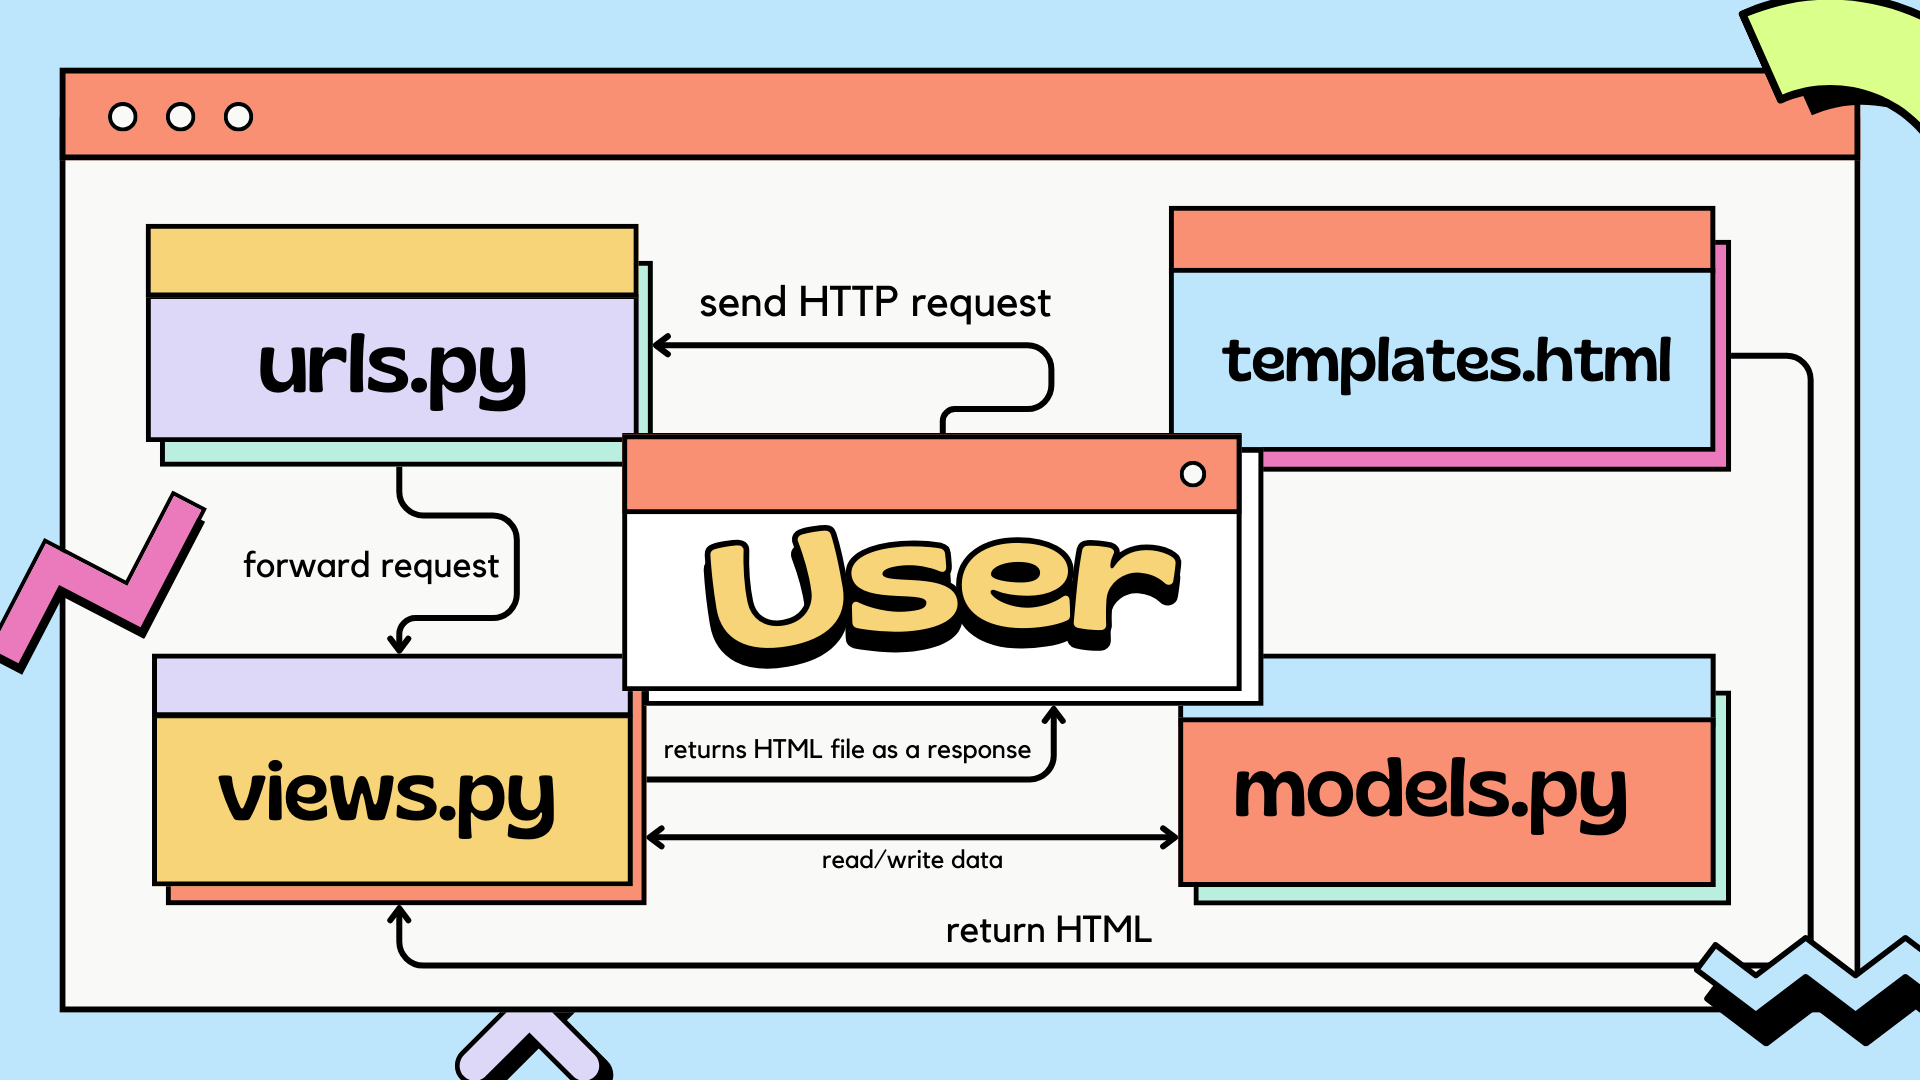 send HTTP request
urls.py
templates.html
User
forward request
returns HTML file as a response
views.py
models.py
read/write data
return HTML